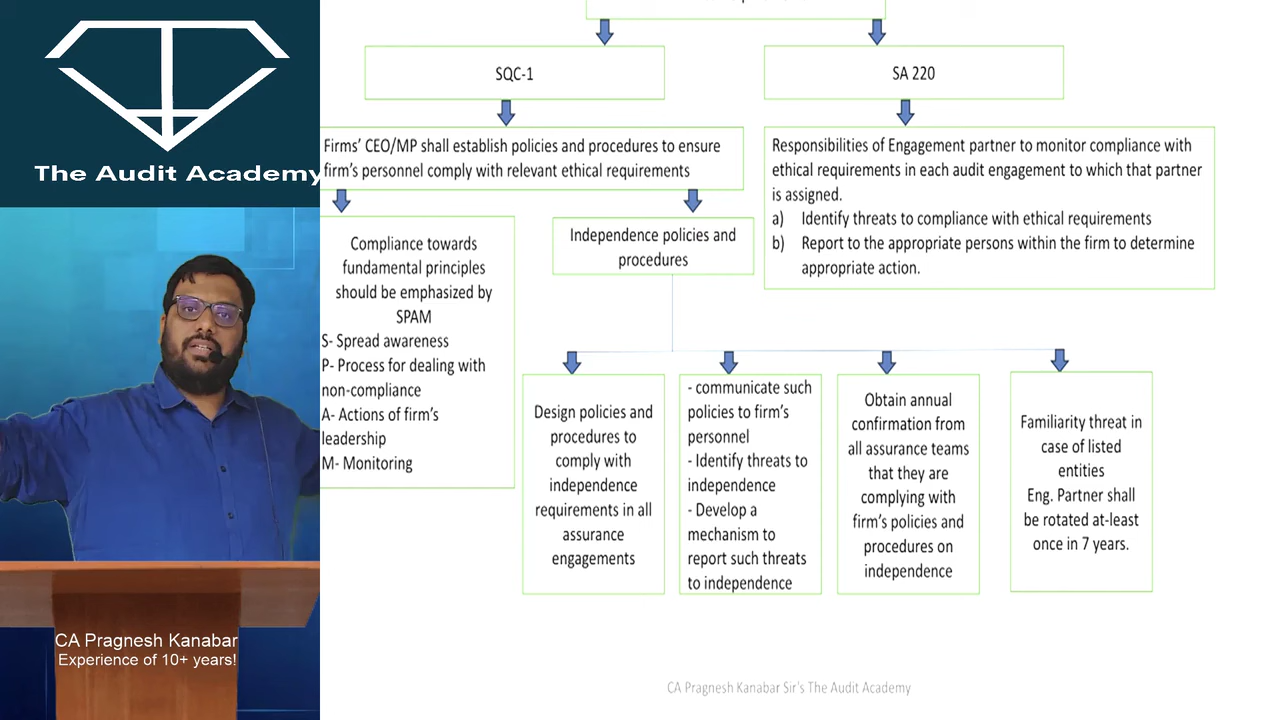 The Audit Academy
SQC-1
SA 220
Firms' CEO/MP shall establish policies and procedures to ensure
firm's personnel comply with relevant ethical requirements
Responsibilities of Engagement partner to monitor compliance with
ethical requirements in each audit engagement to which that partner
is assigned.
a) Identify threats to compliance with ethical requirements
b) Report to the appropriate persons within the firm to determine
appropriate action.
Compliance towards
fundamental principles
should be emphasized by
SPAM
S- Spread awareness
P- Process for dealing with
non-compliance
A- Actions of firm's
leadership
M- Monitoring
Independence policies and
procedures
Design policies and
procedures to
comply with
independence
requirements in all
assurance
engagements
- communicate such
policies to firm's
personnel
- Identify threats to
independence
- Develop a
mechanism to
report such threats
to independence
Obtain annual
confirmation from
all assurance teams
that they are
complying with
firm's policies and
procedures on
independence
Familiarity threat in
case of listed
entities
Eng. Partner shall
be rotated at-least
once in 7 years.
CA Pragnesh Kanabar
Experience of 10+ years!
CA Pragnesh Kanabar Sir's The Audit Academy